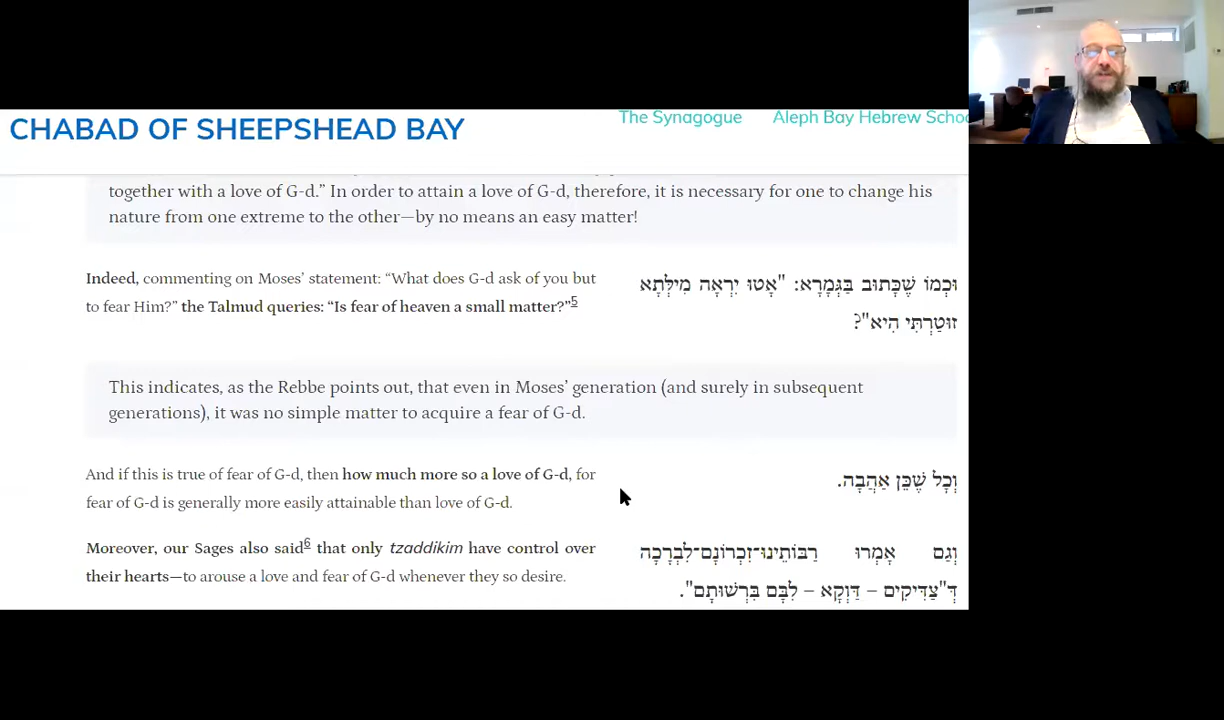 CHABAD OF SHEEPSHEAD BAY
The Synagogue
Aleph Bay Hebrew Schoo
together with a love of G-d.” In order to attain a love of G-d, therefore, it is necessary for one to change his
nature from one extreme to the other—by no means an easy matter!
Indeed, commenting on Moses’ statement: “What does G-d ask of you but
to fear Him?” the Talmud queries: “Is fear of heaven a small matter?”5
וּכְמוֹ שֶׁכָּתוּב בַּגְּמָרָא: "אָטוּ יִרְאָה מִילְּתָא
זוּטַרְתִּי הִיא"?
This indicates, as the Rebbe points out, that even in Moses’ generation (and surely in subsequent
generations), it was no simple matter to acquire a fear of G-d.
And if this is true of fear of G-d, then how much more so a love of G-d, for
fear of G-d is generally more easily attainable than love of G-d.
וְכָל שֶׁכֵּן אַהֲבָה.
Moreover, our Sages also said6 that only tzaddikim have control over
their hearts—to arouse a love and fear of G-d whenever they so desire.
וְגַם אָמְרוּ רַבּוֹתֵינוּ־זִכְרוֹנָם־לִבְרָכָה
דְּ"צַדִּיקִים – דַּוְקָא – לִבָּם בִּרְשׁוּתָם".